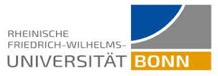 RHEINISCHE
FRIEDRICH-WILHELMS-
UNIVERSITÄT BONN